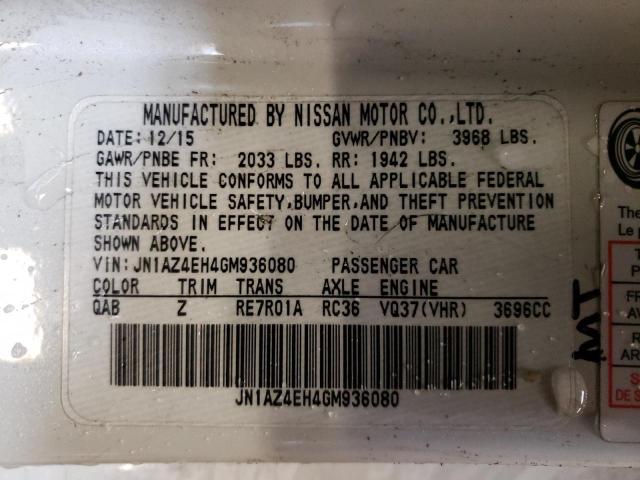 MANUFACTURED BY NISSAN MOTOR CO.,LTD.
DATE:12/15 GVWR/PNBV: 3968 LBS.
GAWR/PNBE FR: 2033 LBS. RR: 1942 LBS.
THIS VEHICLE CONFORMS TO ALL APPLICABLE FEDERAL
MOTOR VEHICLE SAFETY,BUMPER,AND THEFT PREVENTION
STANDARDS IN EFFECT ON THE DATE OF MANUFACTURE
SHOWN ABOVE.
VIN:JN1AZ4EH4GM936080 PASSENGER CAR
COLOR TRIM TRANS AXLE ENGINE
QAB Z RE7R01A RC36 VQ37(VHR) 3696CC
JN1AZ4EH4GM936080
The
Le